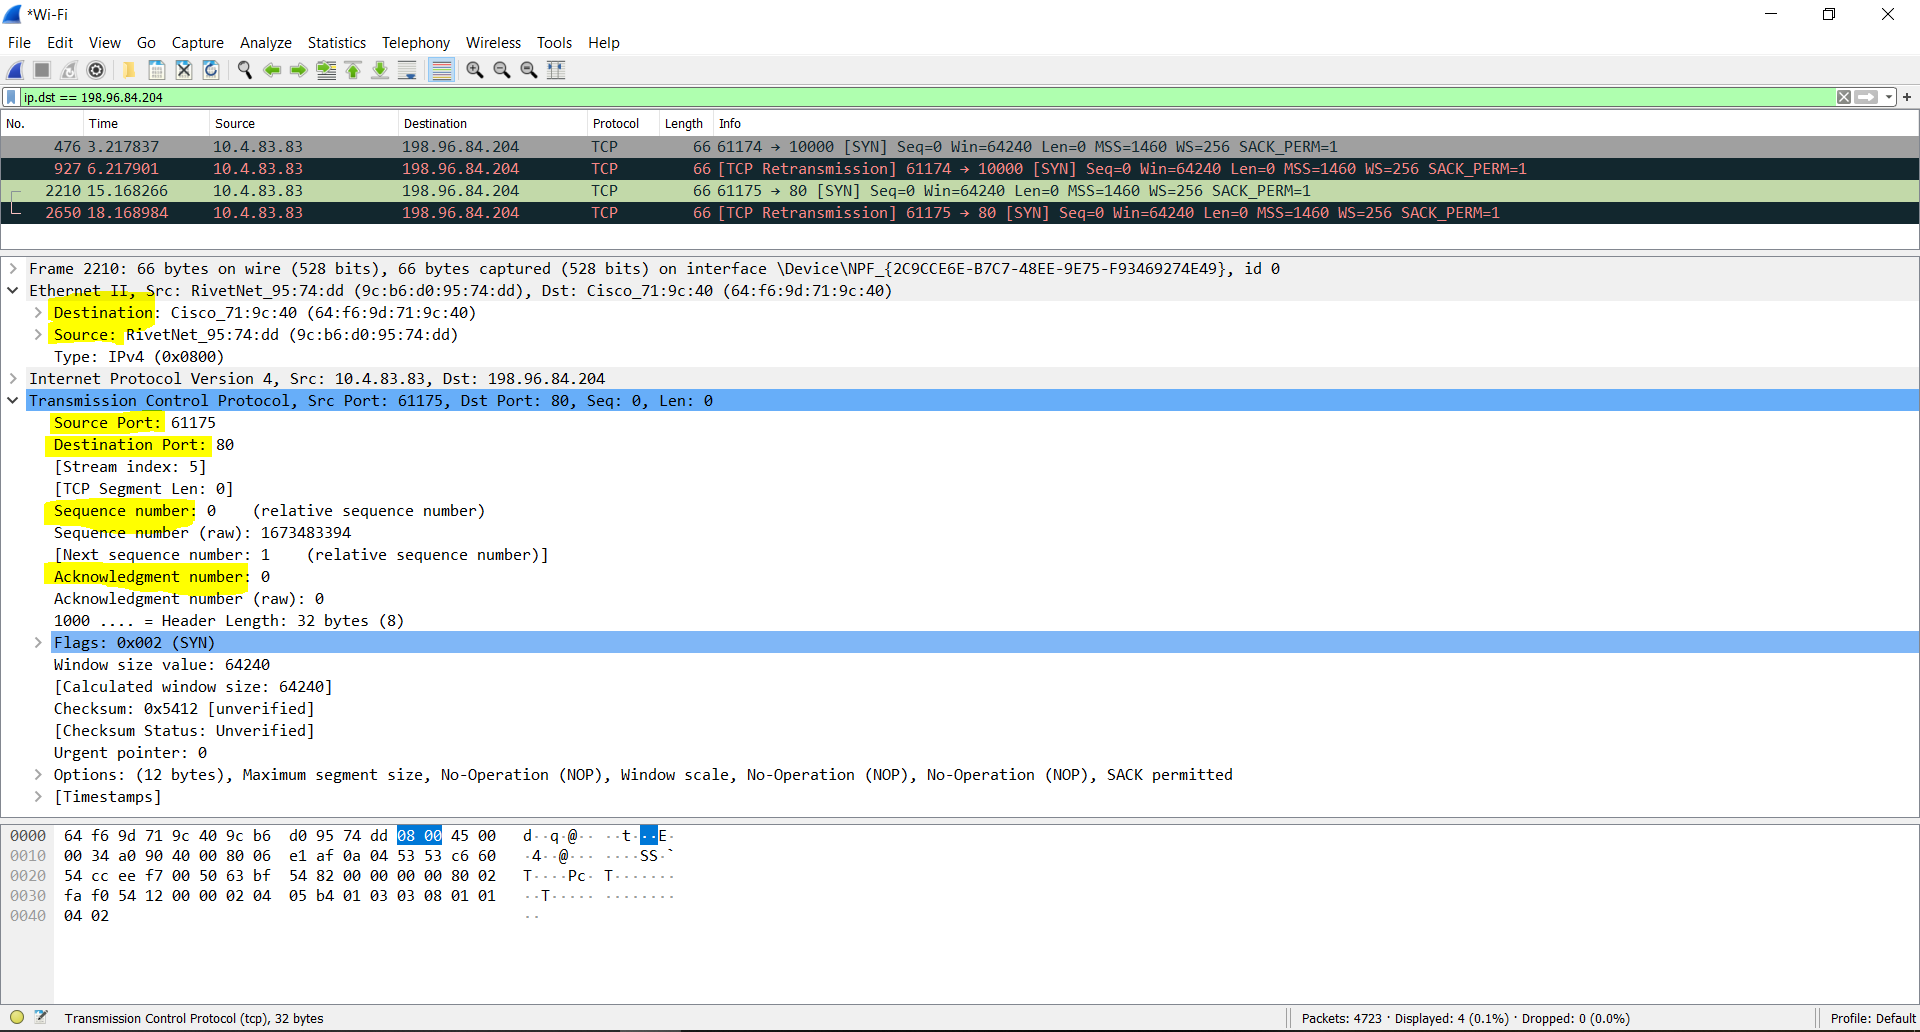 *Wi-Fi
File Edit View Go Capture Analyze Statistics Telephony Wireless Tools Help
ip.dst == 198.96.84.204
No. Time Source Destination Protocol Length Info
476 3.217837 10.4.83.83 198.96.84.204 TCP 66 61174 → 10000 [SYN] Seq=0 Win=64240 Len=0 MSS=1460 WS=256 SACK_PERM=1
927 6.217901 10.4.83.83 198.96.84.204 TCP 66 [TCP Retransmission] 61174 → 10000 [SYN] Seq=0 Win=64240 Len=0 MSS=1460 WS=256 SACK_PERM=1
2210 15.168266 10.4.83.83 198.96.84.204 TCP 66 61175 → 80 [SYN] Seq=0 Win=64240 Len=0 MSS=1460 WS=256 SACK_PERM=1
2650 18.168984 10.4.83.83 198.96.84.204 TCP 66 [TCP Retransmission] 61175 → 80 [SYN] Seq=0 Win=64240 Len=0 MSS=1460 WS=256 SACK_PERM=1
Frame 2210: 66 bytes on wire (528 bits), 66 bytes captured (528 bits) on interface \Device\NPF_{2C9CCE6E-B7C7-48EE-9E75-F93469274E49}, id 0
Ethernet II, Src: RivetNet_95:74:dd (9c:b6:d0:95:74:dd), Dst: Cisco_71:9c:40 (64:f6:9d:71:9c:40)
Destination: Cisco_71:9c:40 (64:f6:9d:71:9c:40)
Source: RivetNet_95:74:dd (9c:b6:d0:95:74:dd)
Type: IPv4 (0x0800)
Internet Protocol Version 4, Src: 10.4.83.83, Dst: 198.96.84.204
Transmission Control Protocol, Src Port: 61175, Dst Port: 80, Seq: 0, Len: 0
Source Port: 61175
Destination Port: 80
[Stream index: 5]
[TCP Segment Len: 0]
Sequence number: 0 (relative sequence number)
Sequence number (raw): 1673483394
[Next sequence number: 1 (relative sequence number)]
Acknowledgment number: 0
Acknowledgment number (raw): 0
1000 .... = Header Length: 32 bytes (8)
Flags: 0x002 (SYN)
Window size value: 64240
[Calculated window size: 64240]
Checksum: 0x5412 [unverified]
[Checksum Status: Unverified]
Urgent pointer: 0
Options: (12 bytes), Maximum segment size, No-Operation (NOP), Window scale, No-Operation (NOP), No-Operation (NOP), SACK permitted
[Timestamps]
0000 64 f6 9d 71 9c 40 9c b6 d0 95 74 dd 08 00 45 00 d··q·@·· ··t···E·
0010 00 34 a0 90 40 00 80 06 e1 af 0a 04 53 53 c6 60 ·4··@··· ····SS·`
0020 54 cc ee f7 00 50 63 bf 54 82 00 00 00 00 80 02 T····Pc· T·······
0030 fa f0 54 12 00 00 02 04 05 b4 01 03 03 08 01 01 ··T····· ········
0040 04 02 ··
Transmission Control Protocol (tcp), 32 bytes Packets: 4723 · Displayed: 4 (0.1%) · Dropped: 0 (0.0%) Profile: Default